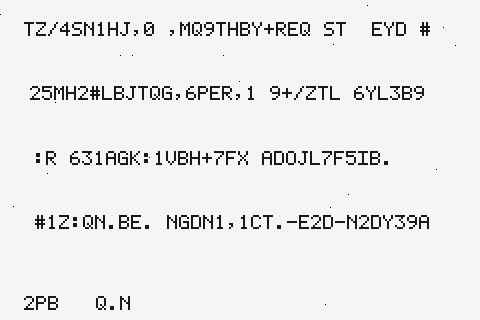 TZ/4SN1HJ,0 ,MQ9THBY+REQ ST  EYD #
25MH2#LBJTQG,6PER,1 9+/ZTL 6YL3B9
:R 631AGK:1VBH+7FX ADOJL7F5IB.
#1Z:QN.BE. NGDN1,1CT.-E2D-N2DY39A
2PB   Q.N